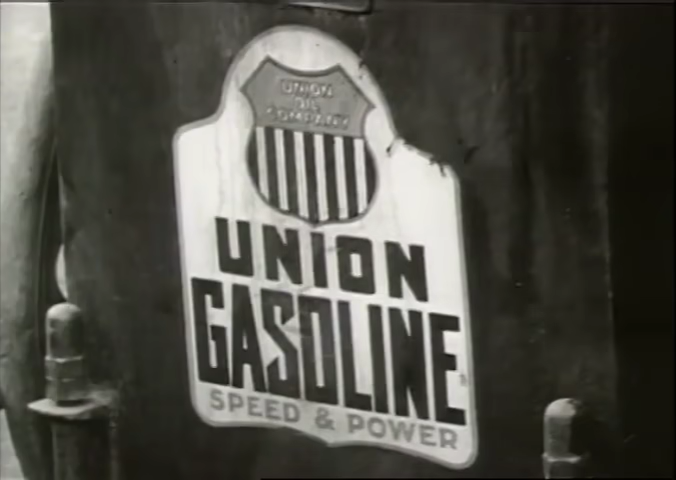 UNION
OIL
COMPANY
UNION
GASOLINE
SPEED & POWER